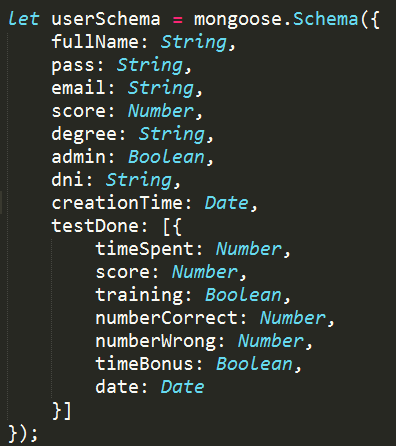 let userSchema = mongoose.Schema({
    fullName: String,
    pass: String,
    email: String,
    score: Number,
    degree: String,
    admin: Boolean,
    dni: String,
    creationTime: Date,
    testDone: [{
        timeSpent: Number,
        score: Number,
        training: Boolean,
        numberCorrect: Number,
        numberWrong: Number,
        timeBonus: Boolean,
        date: Date
    }]
});